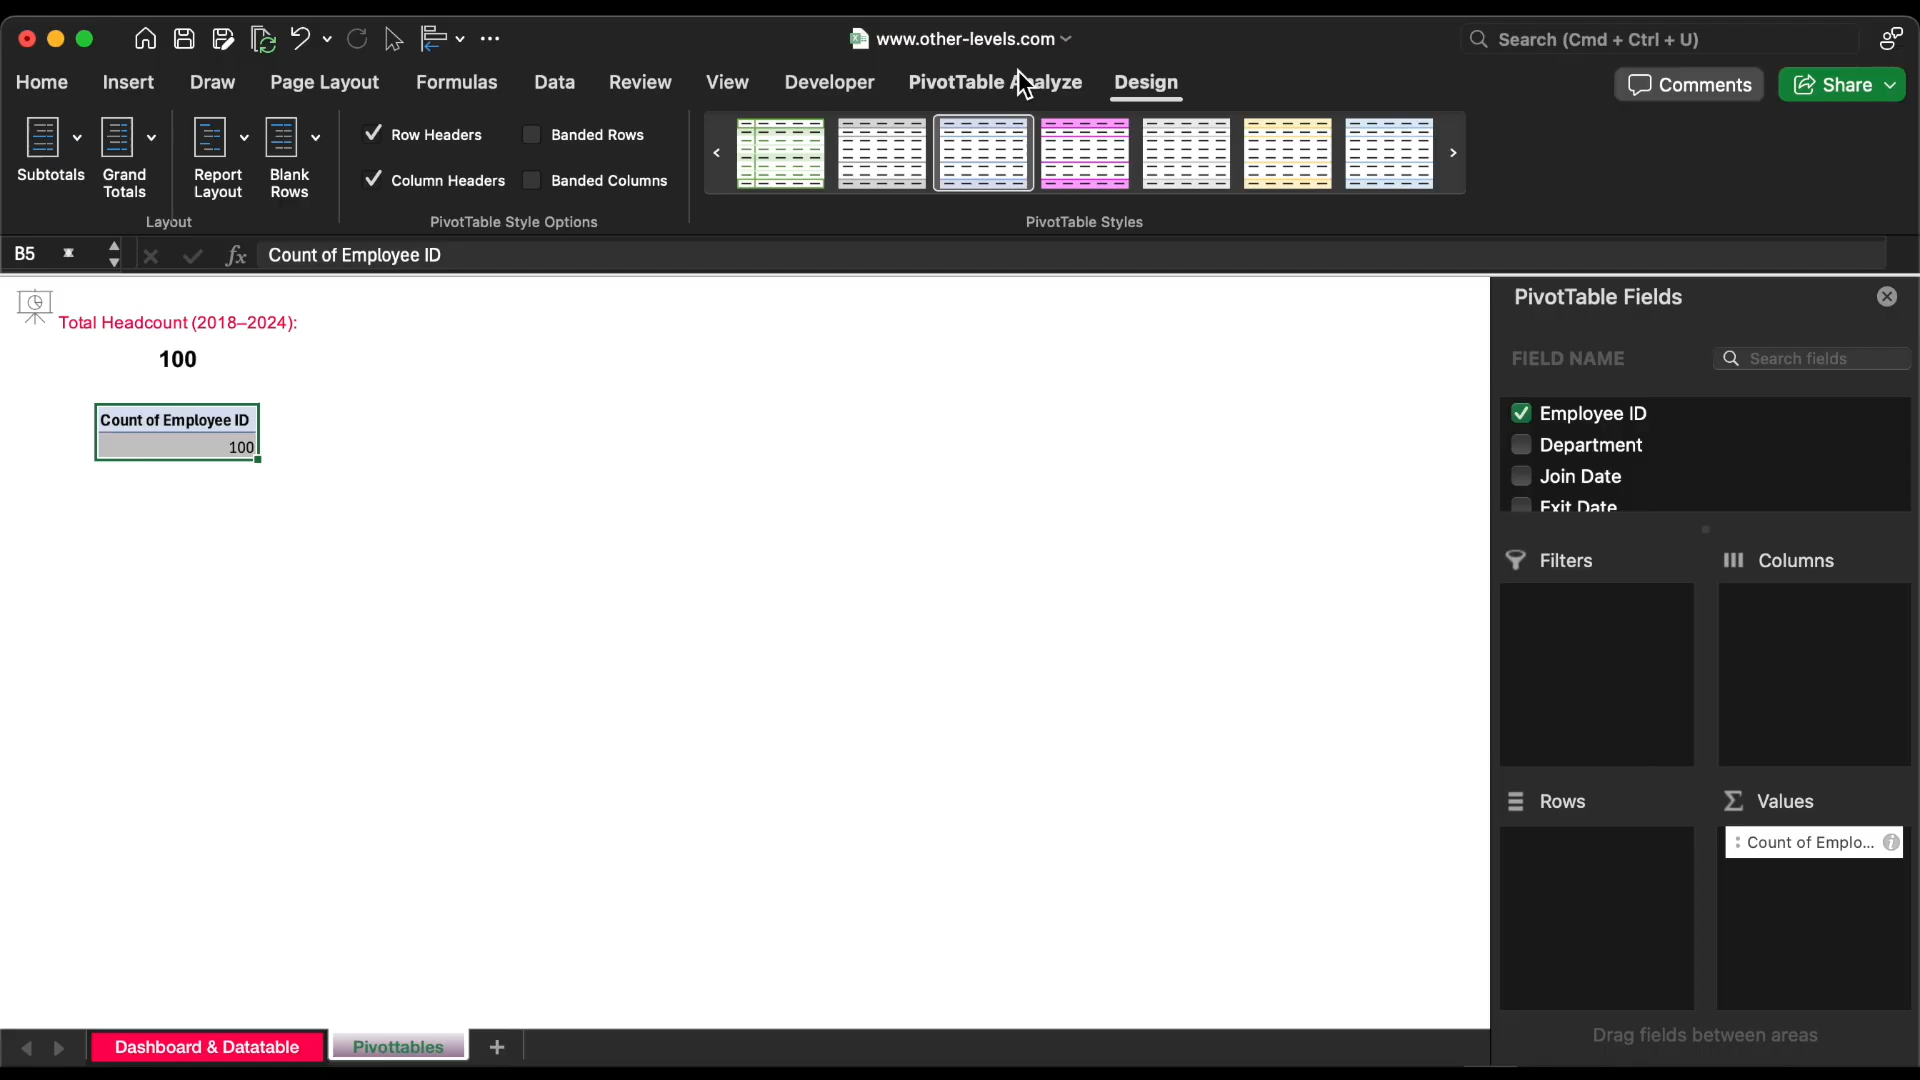 www.other-levels.com
Search (Cmd + Ctrl + U)
Home Insert Draw Page Layout Formulas Data Review View Developer PivotTable Analyze Design
Comments Share
Subtotals
Grand Totals
Report Layout
Blank Rows
Row Headers
Banded Rows
Column Headers
Banded Columns
Layout
PivotTable Style Options
PivotTable Styles
B5
fx
Count of Employee ID
Total Headcount (2018–2024):
100
Count of Employee ID
100
PivotTable Fields
FIELD NAME
Search fields
Employee ID
Department
Join Date
Exit Date
Filters
Columns
Rows
Values
Count of Emplo...
Drag fields between areas
Dashboard & Datatable
Pivottables